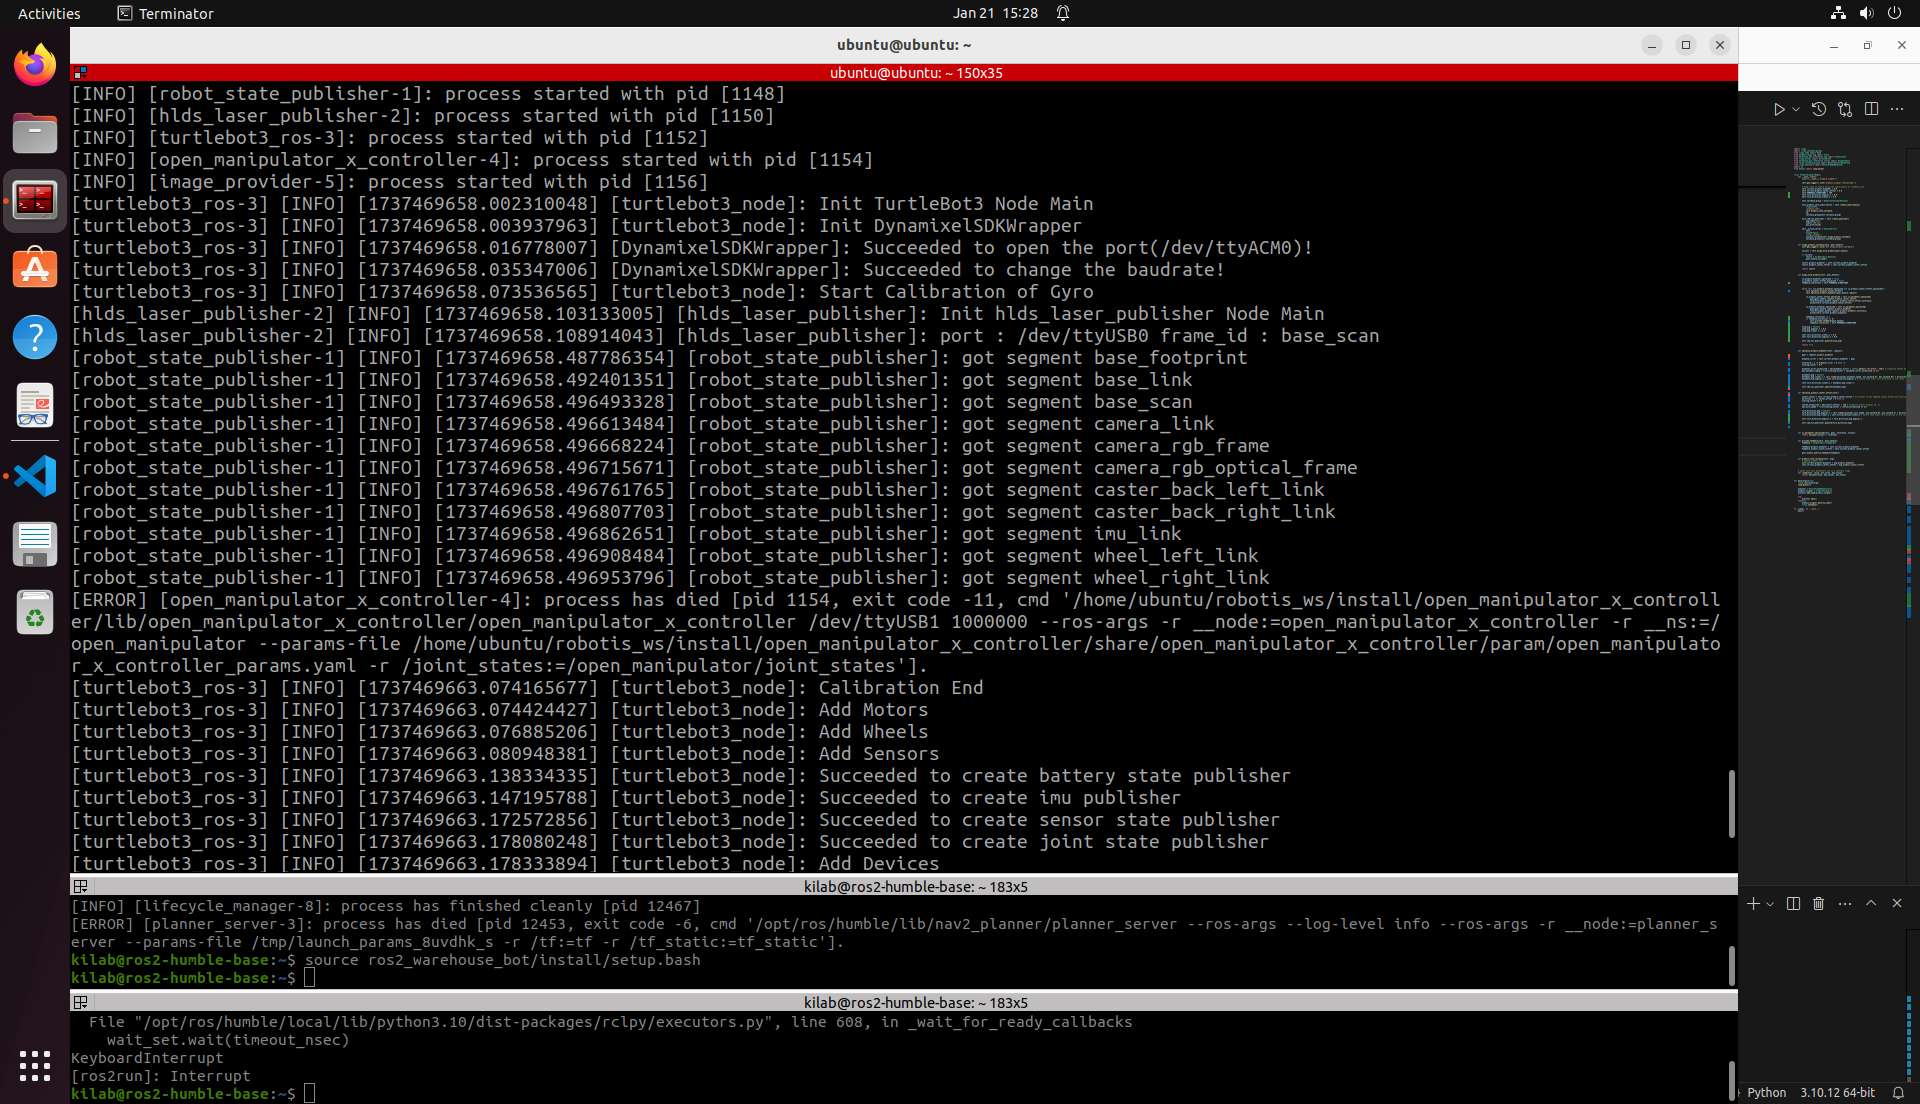 Activities
Terminator
Jan 21 15:28
ubuntu@ubuntu: ~
ubuntu@ubuntu: ~ 150x35
[INFO] [robot_state_publisher-1]: process started with pid [1148]
[INFO] [hlds_laser_publisher-2]: process started with pid [1150]
[INFO] [turtlebot3_ros-3]: process started with pid [1152]
[INFO] [open_manipulator_x_controller-4]: process started with pid [1154]
[INFO] [image_provider-5]: process started with pid [1156]
[turtlebot3_ros-3] [INFO] [1737469658.002310048] [turtlebot3_node]: Init TurtleBot3 Node Main
[turtlebot3_ros-3] [INFO] [1737469658.003937963] [turtlebot3_node]: Init DynamixelSDKWrapper
[turtlebot3_ros-3] [INFO] [1737469658.016778007] [DynamixelSDKWrapper]: Succeeded to open the port(/dev/ttyACM0)!
[turtlebot3_ros-3] [INFO] [1737469658.035347006] [DynamixelSDKWrapper]: Succeeded to change the baudrate!
[turtlebot3_ros-3] [INFO] [1737469658.073536565] [turtlebot3_node]: Start Calibration of Gyro
[hlds_laser_publisher-2] [INFO] [1737469658.103133005] [hlds_laser_publisher]: Init hlds_laser_publisher Node Main
[hlds_laser_publisher-2] [INFO] [1737469658.108914043] [hlds_laser_publisher]: port : /dev/ttyUSB0 frame_id : base_scan
[robot_state_publisher-1] [INFO] [1737469658.487786354] [robot_state_publisher]: got segment base_footprint
[robot_state_publisher-1] [INFO] [1737469658.492401351] [robot_state_publisher]: got segment base_link
[robot_state_publisher-1] [INFO] [1737469658.496493328] [robot_state_publisher]: got segment base_scan
[robot_state_publisher-1] [INFO] [1737469658.496613484] [robot_state_publisher]: got segment camera_link
[robot_state_publisher-1] [INFO] [1737469658.496668224] [robot_state_publisher]: got segment camera_rgb_frame
[robot_state_publisher-1] [INFO] [1737469658.496715671] [robot_state_publisher]: got segment camera_rgb_optical_frame
[robot_state_publisher-1] [INFO] [1737469658.496761765] [robot_state_publisher]: got segment caster_back_left_link
[robot_state_publisher-1] [INFO] [1737469658.496807703] [robot_state_publisher]: got segment caster_back_right_link
[robot_state_publisher-1] [INFO] [1737469658.496862651] [robot_state_publisher]: got segment imu_link
[robot_state_publisher-1] [INFO] [1737469658.496908484] [robot_state_publisher]: got segment wheel_left_link
[robot_state_publisher-1] [INFO] [1737469658.496953796] [robot_state_publisher]: got segment wheel_right_link
[ERROR] [open_manipulator_x_controller-4]: process has died [pid 1154, exit code -11, cmd '/home/ubuntu/robotis_ws/install/open_manipulator_x_controll
er/lib/open_manipulator_x_controller/open_manipulator_x_controller /dev/ttyUSB1 1000000 --ros-args -r __node:=open_manipulator_x_controller -r __ns:=/
open_manipulator --params-file /home/ubuntu/robotis_ws/install/open_manipulator_x_controller/share/open_manipulator_x_controller/param/open_manipulato
r_x_controller_params.yaml -r /joint_states:=/open_manipulator/joint_states'].
[turtlebot3_ros-3] [INFO] [1737469663.074165677] [turtlebot3_node]: Calibration End
[turtlebot3_ros-3] [INFO] [1737469663.074424427] [turtlebot3_node]: Add Motors
[turtlebot3_ros-3] [INFO] [1737469663.076885206] [turtlebot3_node]: Add Wheels
[turtlebot3_ros-3] [INFO] [1737469663.080948381] [turtlebot3_node]: Add Sensors
[turtlebot3_ros-3] [INFO] [1737469663.138334335] [turtlebot3_node]: Succeeded to create battery state publisher
[turtlebot3_ros-3] [INFO] [1737469663.147195788] [turtlebot3_node]: Succeeded to create imu publisher
[turtlebot3_ros-3] [INFO] [1737469663.172572856] [turtlebot3_node]: Succeeded to create sensor state publisher
[turtlebot3_ros-3] [INFO] [1737469663.178080248] [turtlebot3_node]: Succeeded to create joint state publisher
[turtlebot3_ros-3] [INFO] [1737469663.178333894] [turtlebot3_node]: Add Devices
kilab@ros2-humble-base: ~ 183x5
[INFO] [lifecycle_manager-8]: process has finished cleanly [pid 12467]
[ERROR] [planner_server-3]: process has died [pid 12453, exit code -6, cmd '/opt/ros/humble/lib/nav2_planner/planner_server --ros-args --log-level info --ros-args -r __node:=planner_s
erver --params-file /tmp/launch_params_8uvdhk_s -r /tf:=tf -r /tf_static:=tf_static'].
kilab@ros2-humble-base:~$ source ros2_warehouse_bot/install/setup.bash
kilab@ros2-humble-base:~$
kilab@ros2-humble-base: ~ 183x5
File "/opt/ros/humble/local/lib/python3.10/dist-packages/rclpy/executors.py", line 608, in _wait_for_ready_callbacks
wait_set.wait(timeout_nsec)
KeyboardInterrupt
[ros2run]: Interrupt
kilab@ros2-humble-base:~$
Python
3.10.12 64-bit